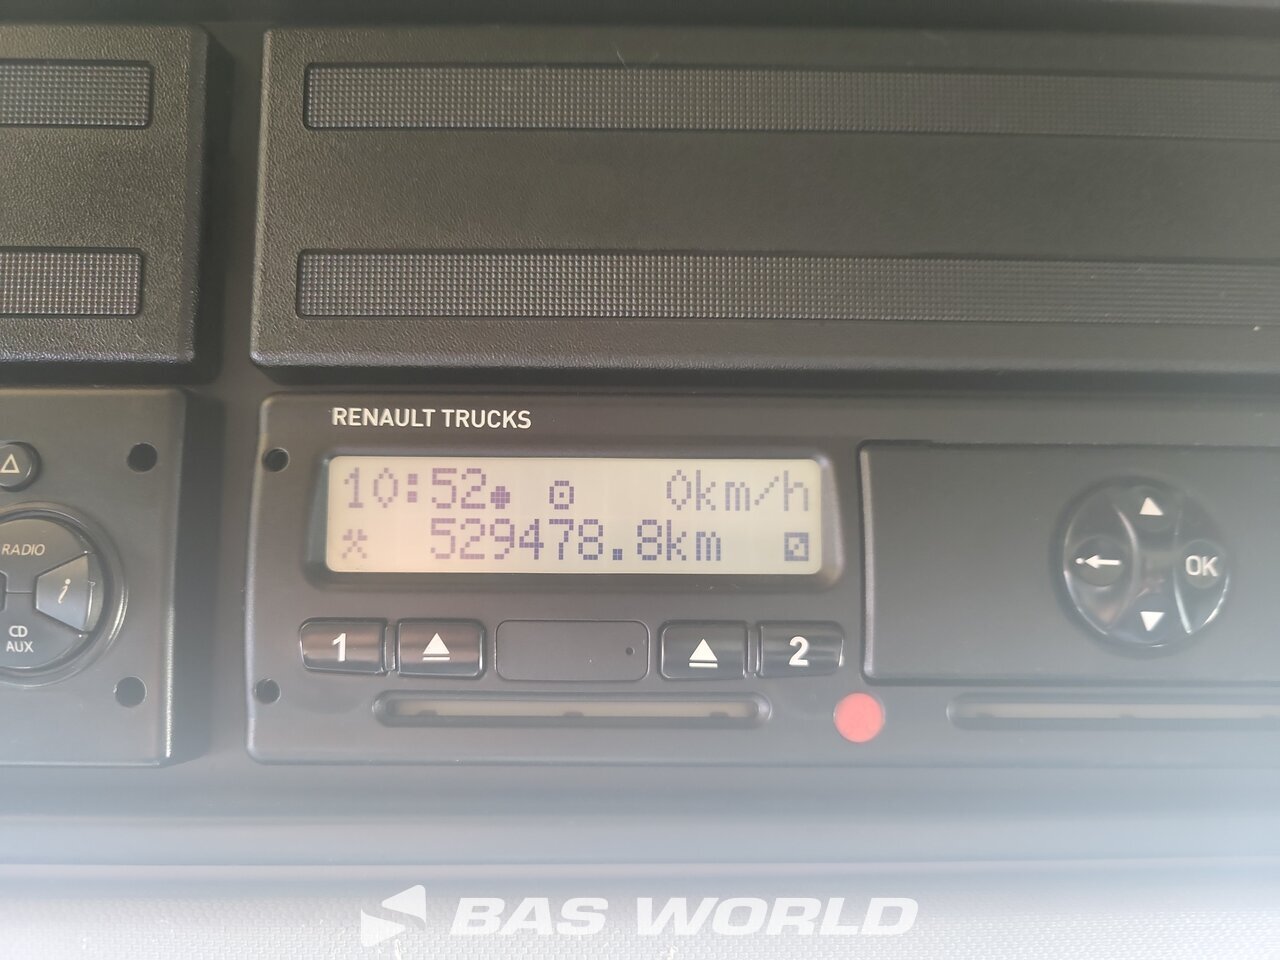 RENAULT TRUCKS
10:52 0km/h
529478.8km
RADIO
i
CD
AUX
1
2
OK
BAS WORLD